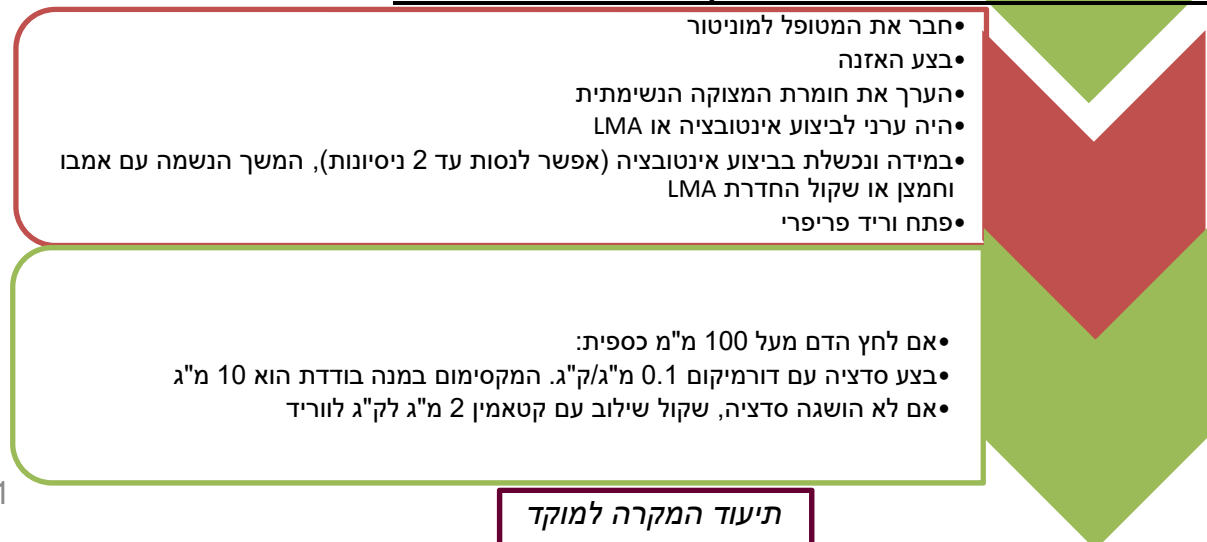 •חבר את המטופל למוניטור
•בצע האזנה
•הערך את חומרת המצוקה הנשימתית
•היה ערני לביצוע אינטובציה או LMA
•במידה ונכשלת בביצוע אינטובציה (אפשר לנסות עד 2 ניסיונות), המשך הנשמה עם אמבו
וחמצן או שקול החדרת LMA
•פתח וריד פריפרי
•אם לחץ הדם מעל 100 מ"מ כספית:
•בצע סדציה עם דורמיקום 0.1 מ"ג/ק"ג. המקסימום במנה בודדת הוא 10 מ"ג
•אם לא הושגה סדציה, שקול שילוב עם קטאמין 2 מ"ג לק"ג לווריד
1
תיעוד המקרה למוקד